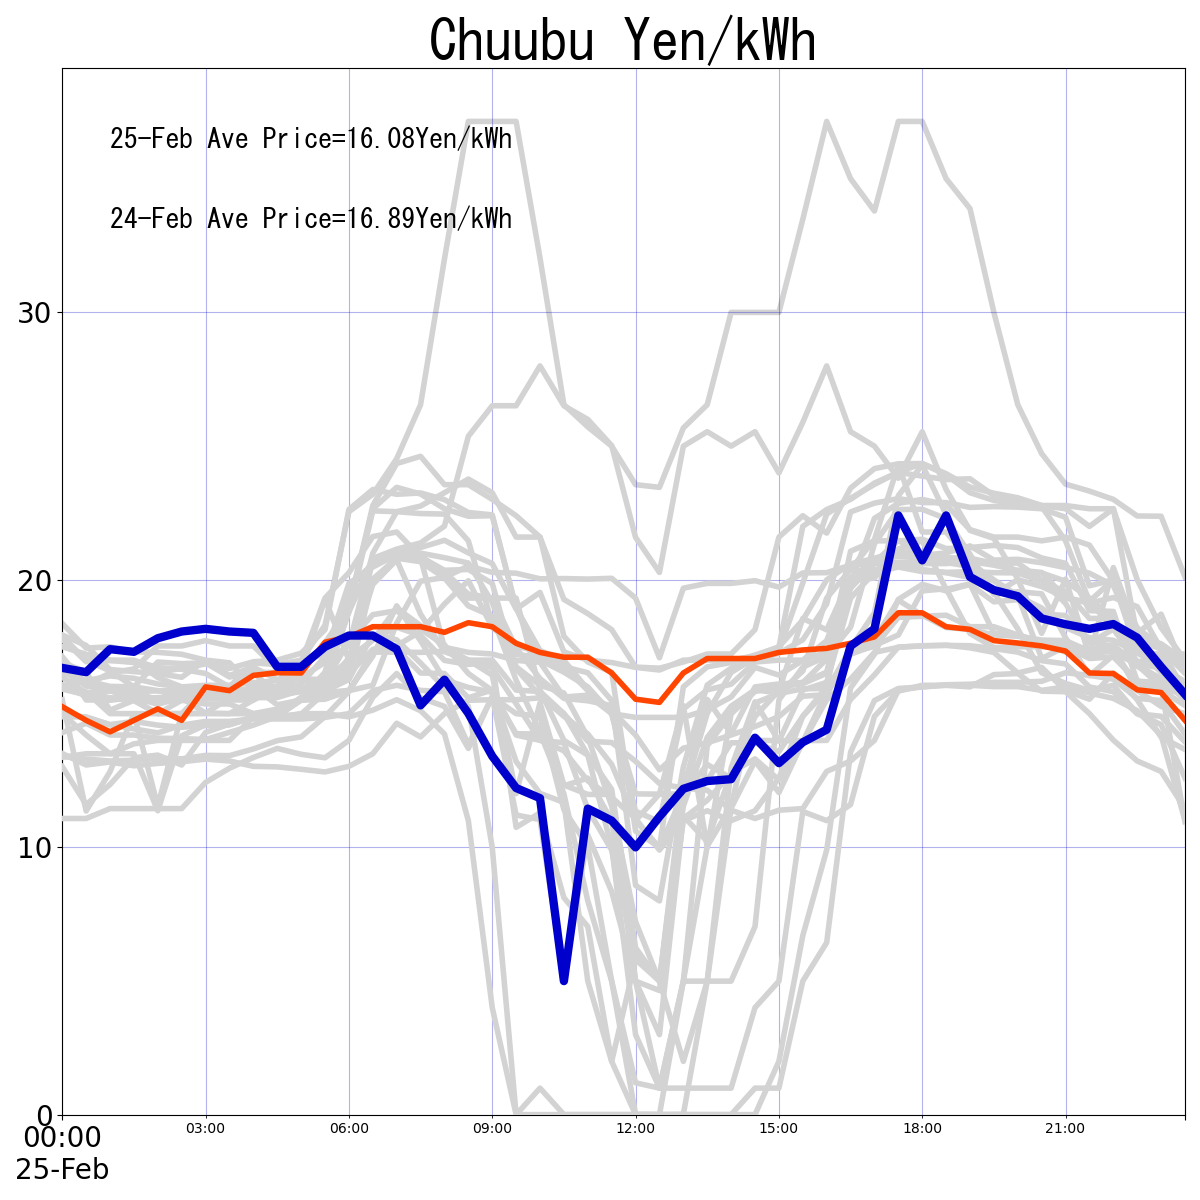 Chuubu Yen/kWh
25-Feb Ave Price=16.08Yen/kWh
24-Feb Ave Price=16.89Yen/kWh
30
20
10
0
00:00 03:00 06:00 09:00 12:00 15:00 18:00 21:00
25-Feb